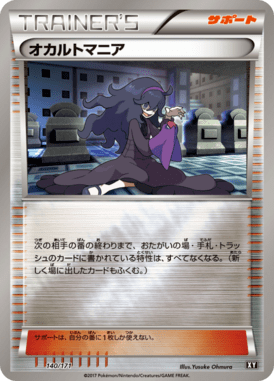 TRAINER'S
サポート
オカルトマニア
次の相手の番の終わりまで、おたがいの場・手札・トラッ
シュのカードに書かれている特性は、すべてなくなる。(新
しく場に出したカードもふくむ。)
サポートは、自分の番に1枚しか使えない。
140/171
Illus.Yusuke Ohmura
XY
©2017 Pokémon/Nintendo/Creatures/GAME FREAK.